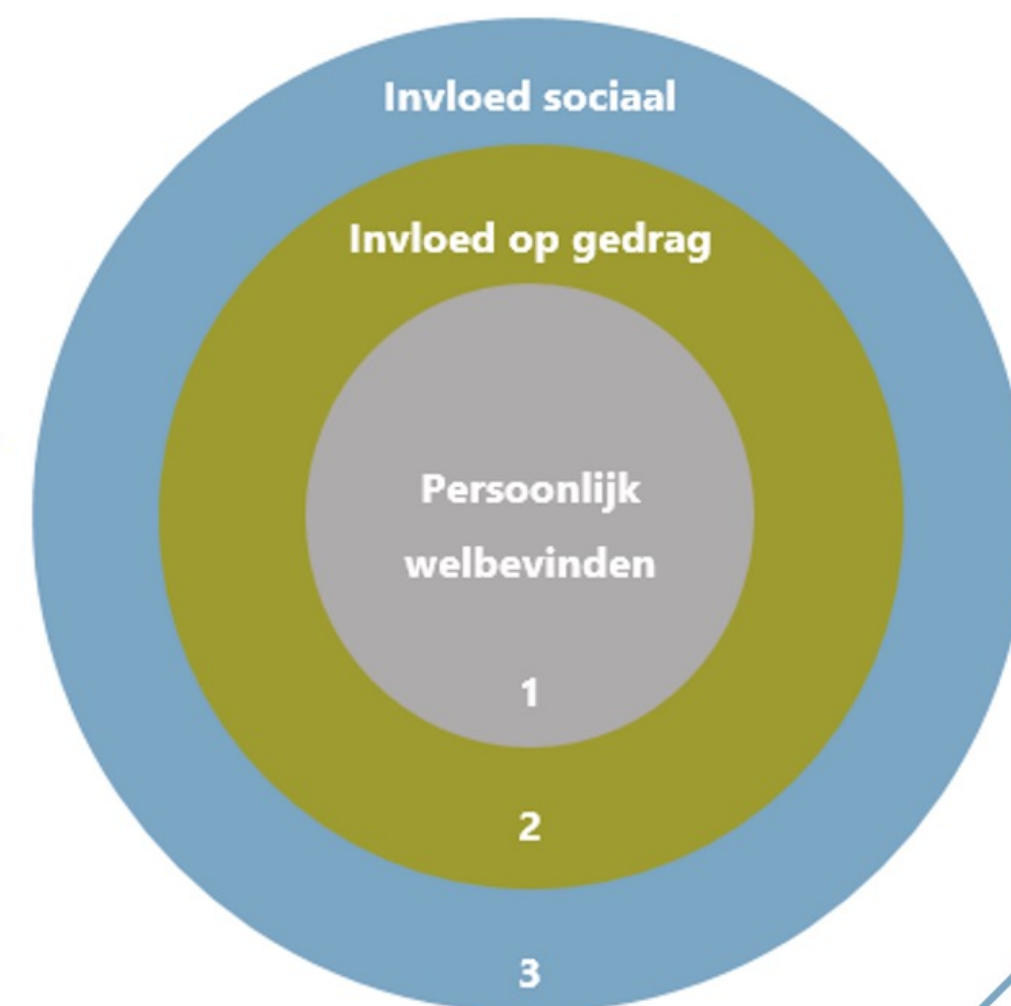 Invloed sociaal
Invloed op gedrag
Persoonlijk
welbevinden
1
2
3